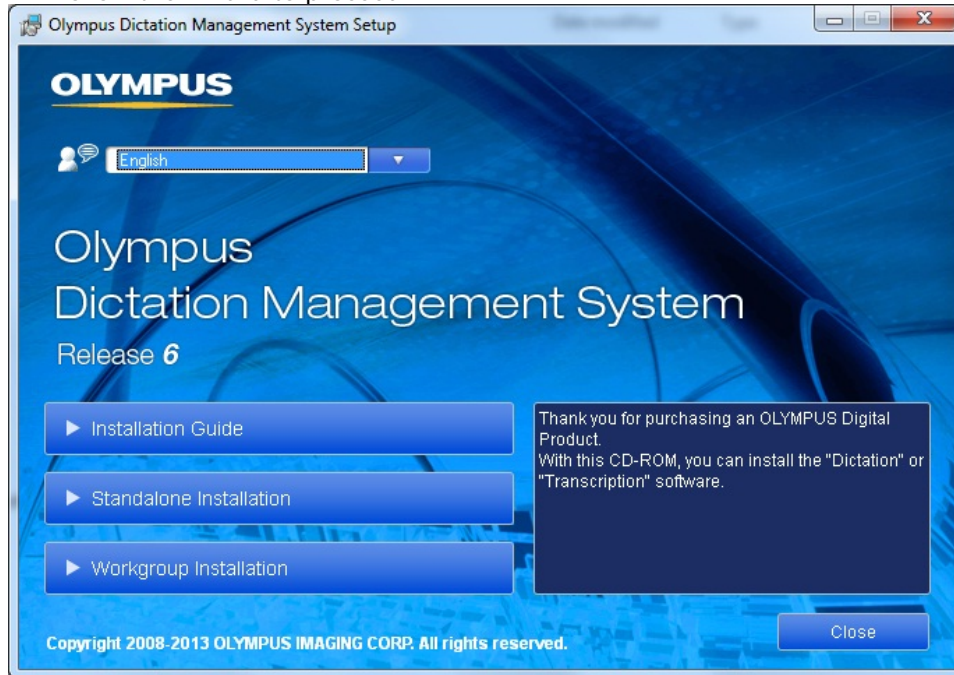 Olympus Dictation Management System Setup
OLYMPUS
English
Olympus
Dictation Management System
Release 6
Installation Guide
Standalone Installation
Workgroup Installation
Thank you for purchasing an OLYMPUS Digital
Product.
With this CD-ROM, you can install the "Dictation" or
"Transcription" software.
Close
Copyright 2008-2013 OLYMPUS IMAGING CORP. All rights reserved.